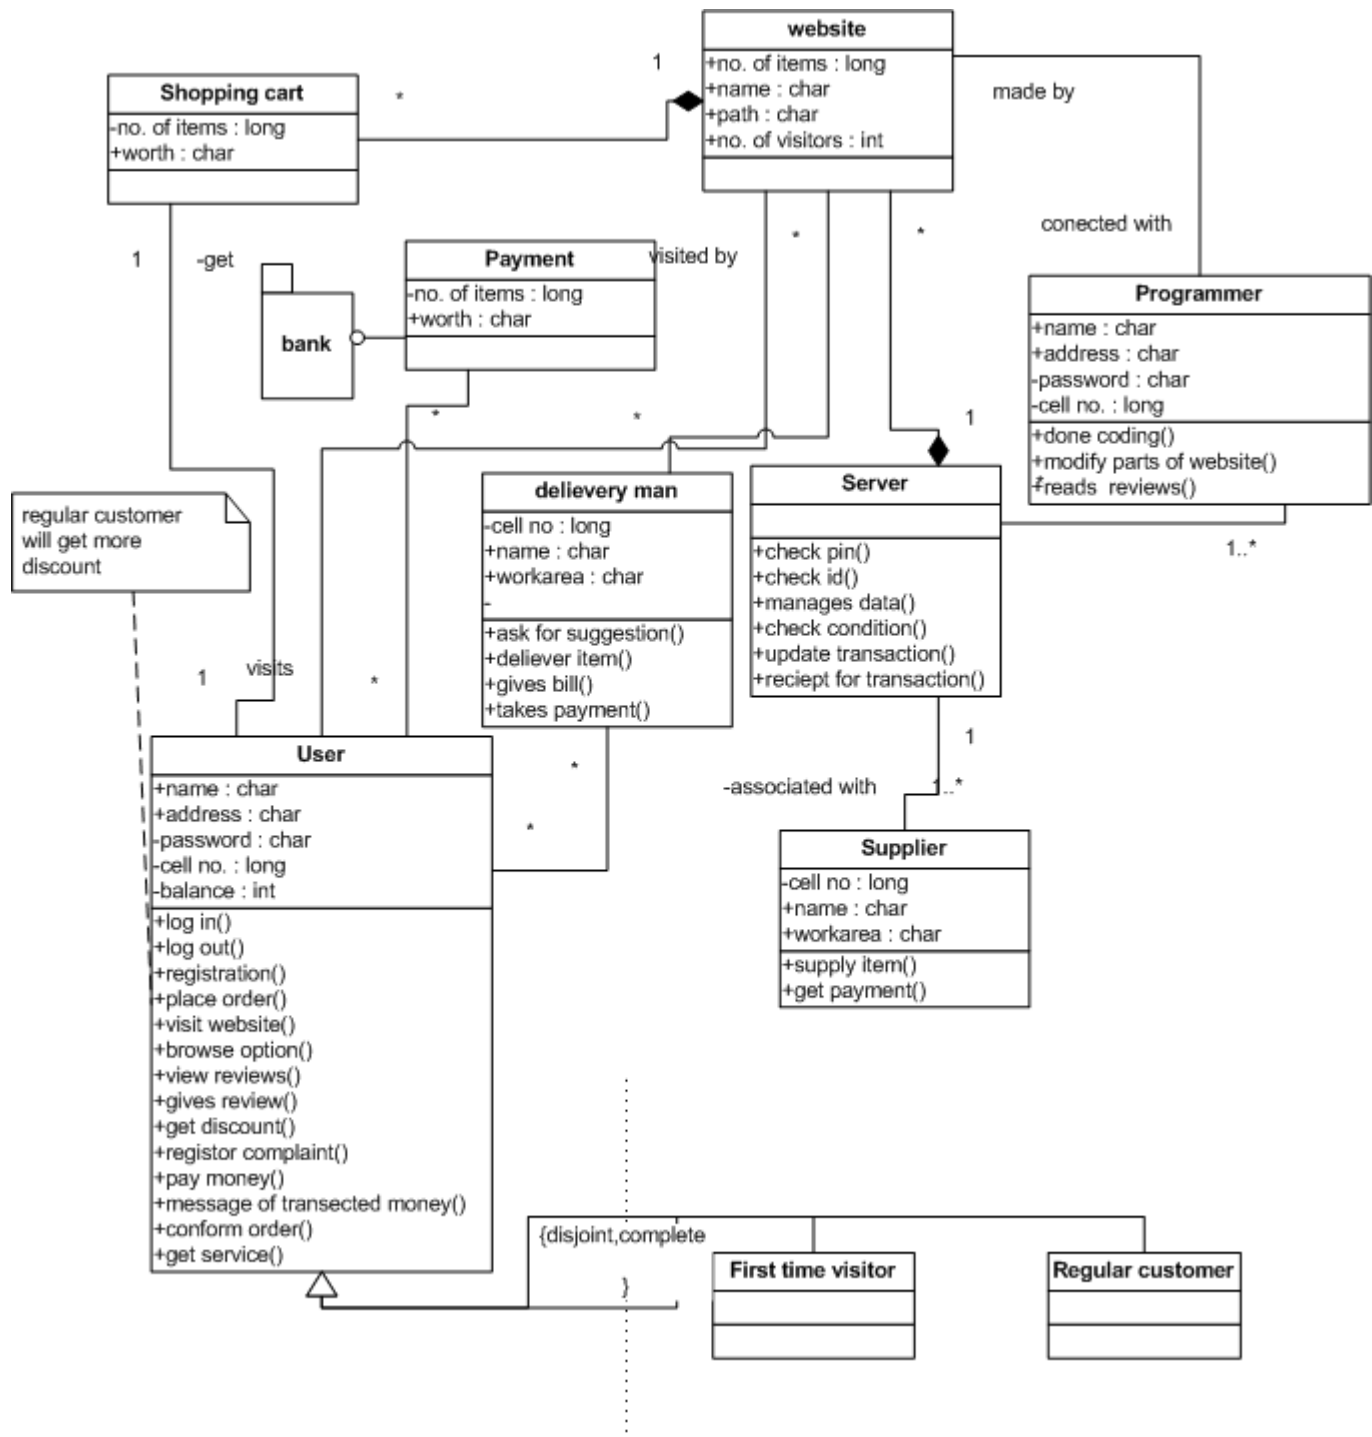 website
+no. of items : long
+name : char
+path : char
+no. of visitors : int
1
*
made by
Shopping cart
-no. of items : long
+worth : char
1
-get
Payment
-no. of items : long
+worth : char
bank
visited by
*
*
conected with
Programmer
+name : char
+address : char
-password : char
-cell no. : long
+done coding()
+modify parts of website()
+reads reviews()
*
1..*
*
*
1
delievery man
-cell no : long
+name : char
+workarea : char
-
+ask for suggestion()
+deliever item()
+gives bill()
+takes payment()
Server
+check pin()
+check id()
+manages data()
+check condition()
+update transaction()
+reciept for transaction()
regular customer
will get more
discount
1
visits
*
*
*
1
-associated with
1..*
User
+name : char
+address : char
-password : char
-cell no. : long
-balance : int
+log in()
+log out()
+registration()
+place order()
+visit website()
+browse option()
+view reviews()
+gives review()
+get discount()
+registor complaint()
+pay money()
+message of transected money()
+conform order()
+get service()
Supplier
-cell no : long
+name : char
+workarea : char
+supply item()
+get payment()
{disjoint,complete
}
First time visitor
Regular customer